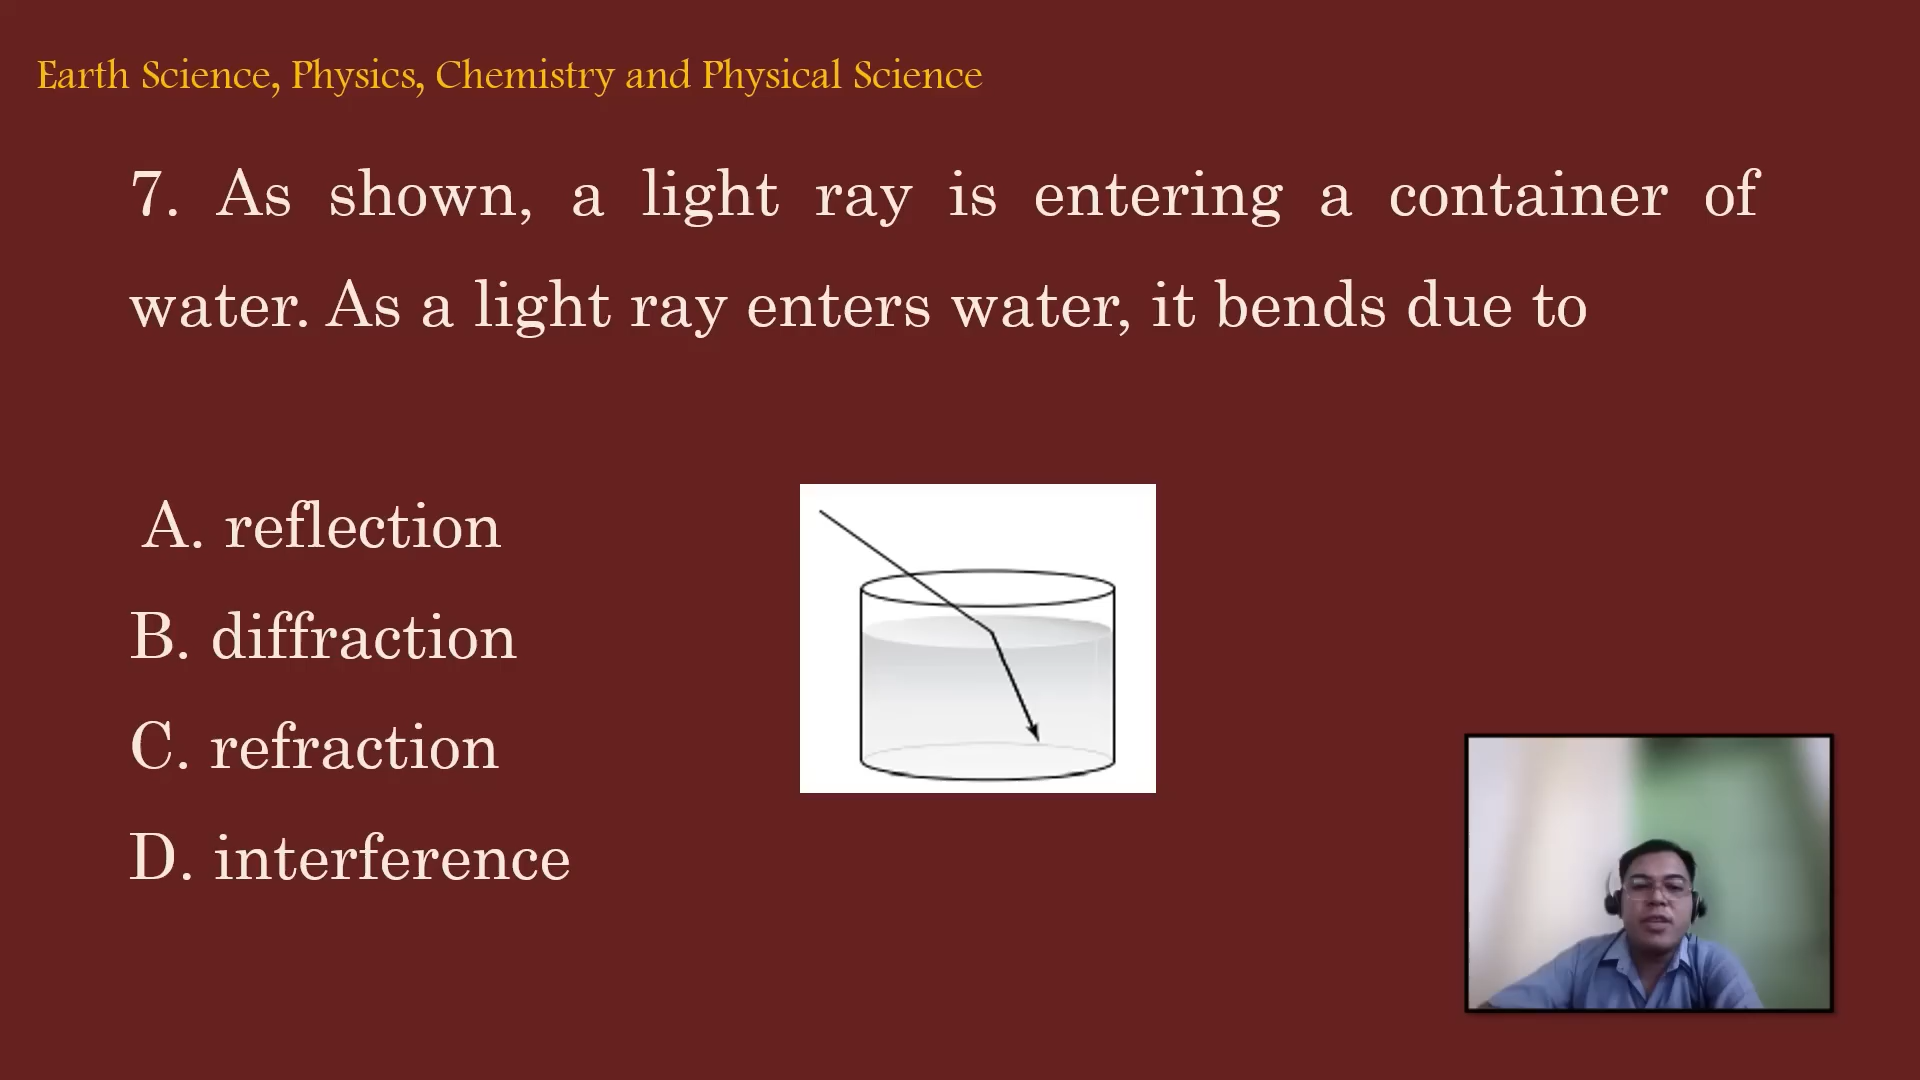 Earth Science, Physics, Chemistry and Physical Science
7. As shown, a light ray is entering a container of
water. As a light ray enters water, it bends due to
A. reflection
B. diffraction
C. refraction
D. interference